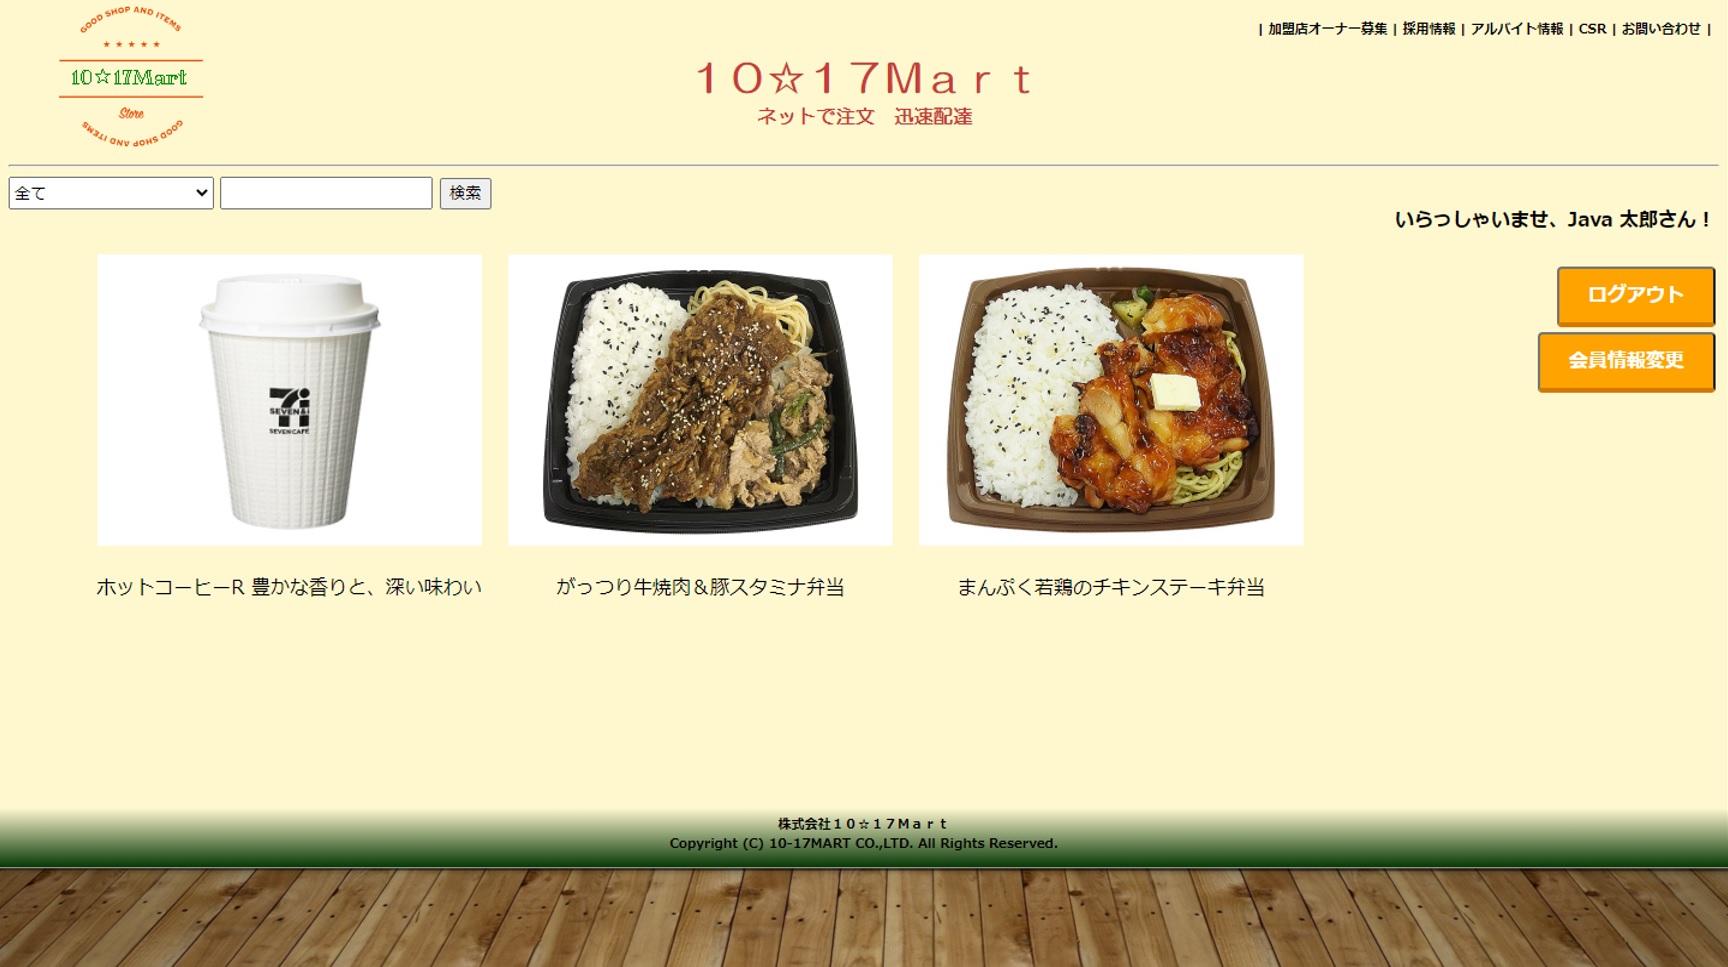 GOOD SHOP AND ITEMS
★ ★ ★ ★ ★
10☆17Mart
Store
GOOD SHOP AND ITEMS
| 加盟店オーナー募集 | 採用情報 | アルバイト情報 | CSR | お問い合わせ |
１０☆１７Ｍａｒｔ
ネットで注文　迅速配達
全て
検索
いらっしゃいませ、Java 太郎さん！
ログアウト
会員情報変更
SEVEN&i
SEVEN CAFÉ
ホットコーヒーR 豊かな香りと、深い味わい
がっつり牛焼肉＆豚スタミナ弁当
まんぷく若鶏のチキンステーキ弁当
株式会社１０☆１７Ｍａｒｔ
Copyright (C) 10-17MART CO.,LTD. All Rights Reserved.